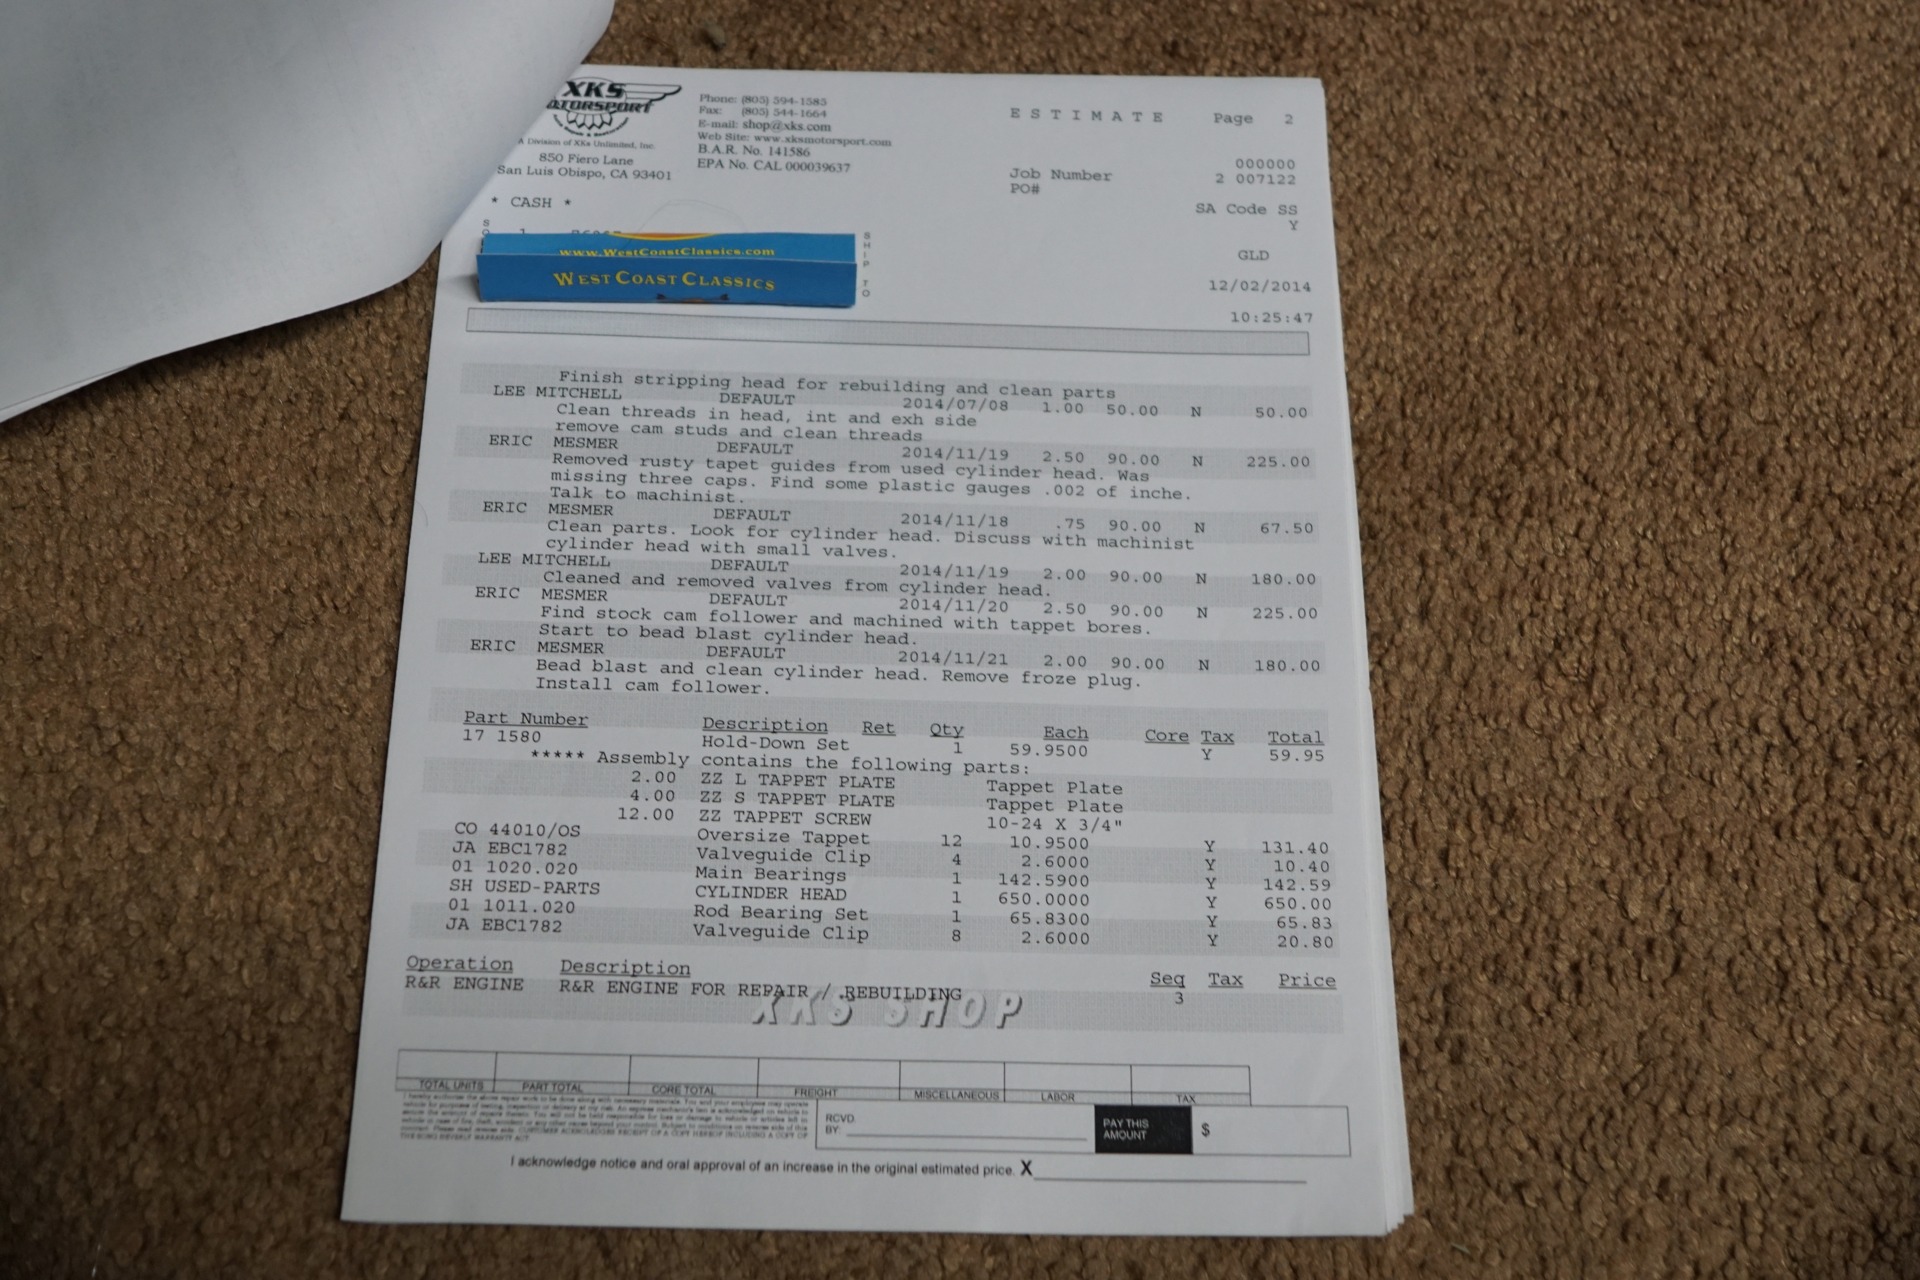 XKS
MOTORSPORT
A Division of XKs Unlimited, Inc.
850 Fiero Lane
San Luis Obispo, CA 93401
Phone: (805) 594-1585
Fax: (805) 544-1664
E-mail: shop@xks.com
Web Site: www.xksmotorsport.com
B.A.R. No. 141586
EPA No. CAL 000039637
ESTIMATE Page 2
000000
Job Number 2 007122
PO#
SA Code SS
Y
GLD
12/02/2014
10:25:47
* CASH *
SHIP TO
www.WestCoastClassics.com
WEST COAST CLASSICS
Finish stripping head for rebuilding and clean parts
LEE MITCHELL DEFAULT 2014/07/08 1.00 50.00 N 50.00
Clean threads in head, int and exh side
remove cam studs and clean threads
ERIC MESMER DEFAULT 2014/11/19 2.50 90.00 N 225.00
Removed rusty tapet guides from used cylinder head. Was
missing three caps. Find some plastic gauges .002 of inche.
Talk to machinist.
ERIC MESMER DEFAULT 2014/11/18 .75 90.00 N 67.50
Clean parts. Look for cylinder head. Discuss with machinist
cylinder head with small valves.
LEE MITCHELL DEFAULT 2014/11/19 2.00 90.00 N 180.00
Cleaned and removed valves from cylinder head.
ERIC MESMER DEFAULT 2014/11/20 2.50 90.00 N 225.00
Find stock cam follower and machined with tappet bores.
Start to bead blast cylinder head.
ERIC MESMER DEFAULT 2014/11/21 2.00 90.00 N 180.00
Bead blast and clean cylinder head. Remove froze plug.
Install cam follower.
Part Number Description Ret Qty Each Core Tax Total
17 1580 Hold-Down Set 1 59.9500 Y 59.95
***** Assembly contains the following parts:
2.00 ZZ L TAPPET PLATE Tappet Plate
4.00 ZZ S TAPPET PLATE Tappet Plate
12.00 ZZ TAPPET SCREW 10-24 X 3/4"
CO 44010/OS Oversize Tappet 12 10.9500 Y 131.40
JA EBC1782 Valveguide Clip 4 2.6000 Y 10.40
01 1020.020 Main Bearings 1 142.5900 Y 142.59
SH USED-PARTS CYLINDER HEAD 1 650.0000 Y 650.00
01 1011.020 Rod Bearing Set 1 65.8300 Y 65.83
JA EBC1782 Valveguide Clip 8 2.6000 Y 20.80
Operation Description Seq Tax Price
R&R ENGINE R&R ENGINE FOR REPAIR / REBUILDING 3
XKS SHOP
TOTAL UNITS PART TOTAL CORE TOTAL FREIGHT MISCELLANEOUS LABOR TAX
RCVD BY: PAY THIS AMOUNT $
I acknowledge notice and oral approval of an increase in the original estimated price. X